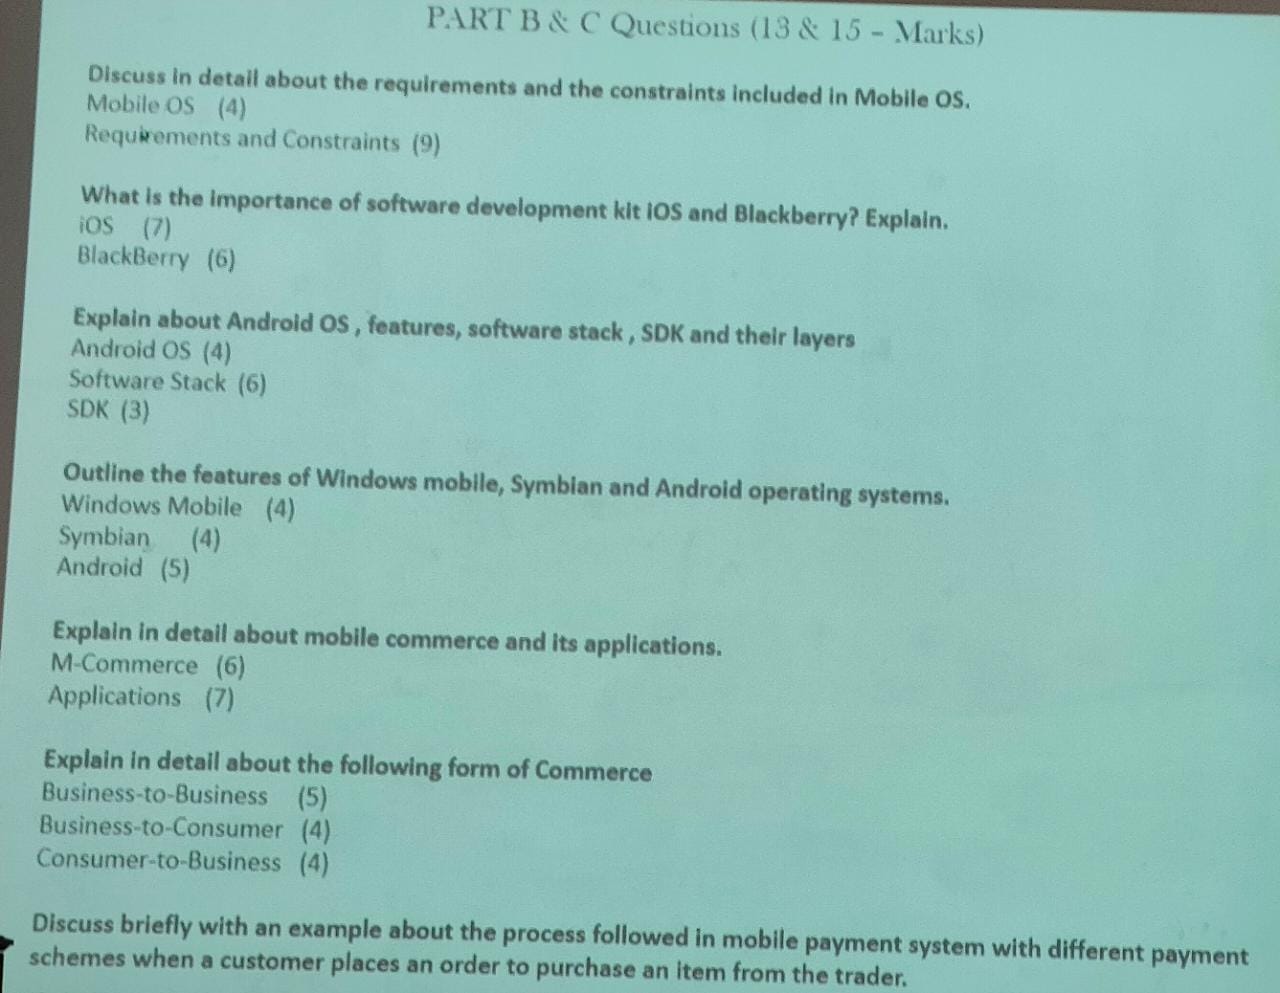 PART B & C Questions (13 & 15 – Marks)
Discuss in detail about the requirements and the constraints included in Mobile OS.
Mobile OS (4)
Requirements and Constraints (9)
What is the importance of software development kit iOS and Blackberry? Explain.
iOS (7)
BlackBerry (6)
Explain about Android OS , features, software stack , SDK and their layers
Android OS (4)
Software Stack (6)
SDK (3)
Outline the features of Windows mobile, Symbian and Android operating systems.
Windows Mobile (4)
Symbian (4)
Android (5)
Explain in detail about mobile commerce and its applications.
M-Commerce (6)
Applications (7)
Explain in detail about the following form of Commerce
Business-to-Business (5)
Business-to-Consumer (4)
Consumer-to-Business (4)
Discuss briefly with an example about the process followed in mobile payment system with different payment
schemes when a customer places an order to purchase an item from the trader.